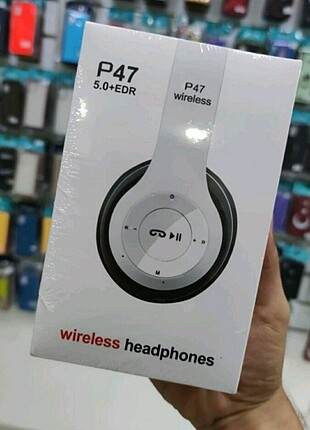 P47
5.0+EDR
P47
wireless
M
wireless headphones